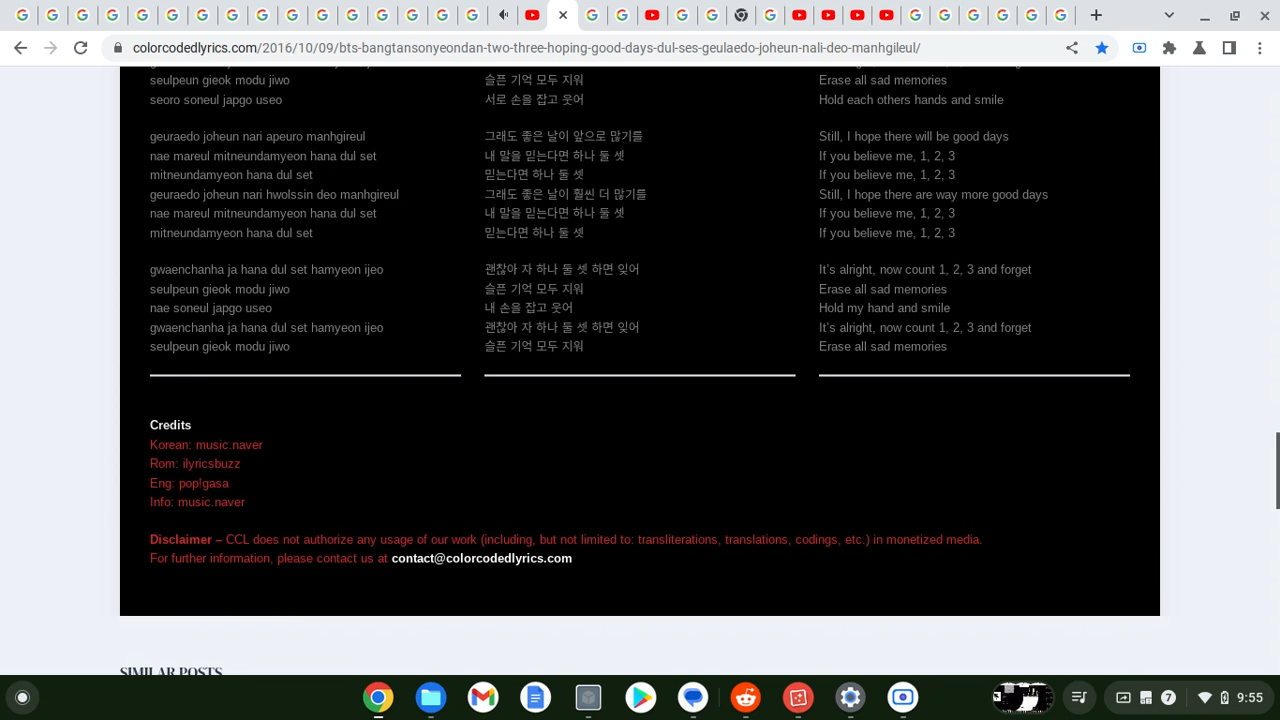 colorcodedlyrics.com/2016/10/09/bts-bangtansonyeondan-two-three-hoping-good-days-dul-ses-geulaedo-joheun-nali-deo-manhgileul/
seulpeun gieok modu jiwo
seoro soneul japgo useo
geuraedo joheun nari apeuro manhgireul
nae mareul mitneundamyeon hana dul set
mitneundamyeon hana dul set
geuraedo joheun nari hwolssin deo manhgireul
nae mareul mitneundamyeon hana dul set
mitneundamyeon hana dul set
gwaenchanha ja hana dul set hamyeon ijeo
seulpeun gieok modu jiwo
nae soneul japgo useo
gwaenchanha ja hana dul set hamyeon ijeo
seulpeun gieok modu jiwo
슬픈 기억 모두 지워
서로 손을 잡고 웃어
그래도 좋은 날이 앞으로 많기를
내 말을 믿는다면 하나 둘 셋
믿는다면 하나 둘 셋
그래도 좋은 날이 훨씬 더 많기를
내 말을 믿는다면 하나 둘 셋
믿는다면 하나 둘 셋
괜찮아 자 하나 둘 셋 하면 잊어
슬픈 기억 모두 지워
내 손을 잡고 웃어
괜찮아 자 하나 둘 셋 하면 잊어
슬픈 기억 모두 지워
Erase all sad memories
Hold each others hands and smile
Still, I hope there will be good days
If you believe me, 1, 2, 3
If you believe me, 1, 2, 3
Still, I hope there are way more good days
If you believe me, 1, 2, 3
If you believe me, 1, 2, 3
It's alright, now count 1, 2, 3 and forget
Erase all sad memories
Hold my hand and smile
It's alright, now count 1, 2, 3 and forget
Erase all sad memories
Credits
Korean: music.naver
Rom: ilyricsbuzz
Eng: pop!gasa
Info: music.naver
Disclaimer – CCL does not authorize any usage of our work (including, but not limited to: transliterations, translations, codings, etc.) in monetized media.
For further information, please contact us at contact@colorcodedlyrics.com
SIMILAR POSTS
7
9:55